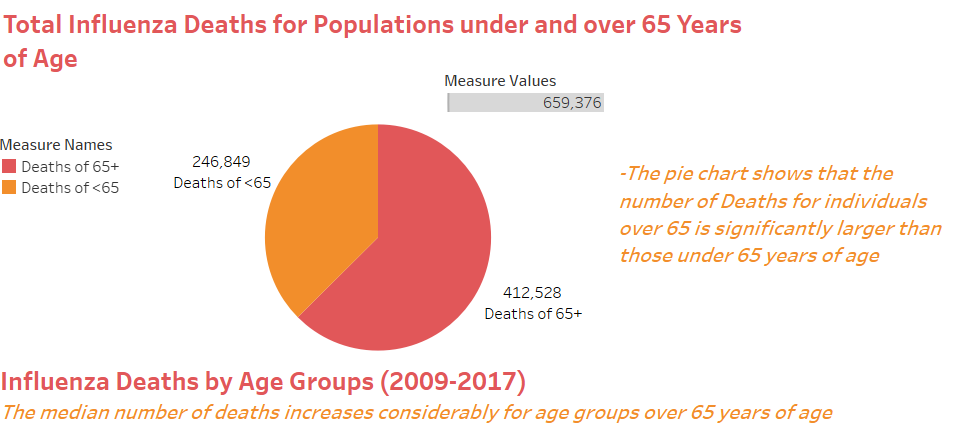 Total Influenza Deaths for Populations under and over 65 Years
of Age
Measure Values
659,376
Measure Names
Deaths of 65+
Deaths of <65
246,849
Deaths of <65
-The pie chart shows that the
number of Deaths for individuals
over 65 is significantly larger than
those under 65 years of age
412,528
Deaths of 65+
Influenza Deaths by Age Groups (2009-2017)
The median number of deaths increases considerably for age groups over 65 years of age